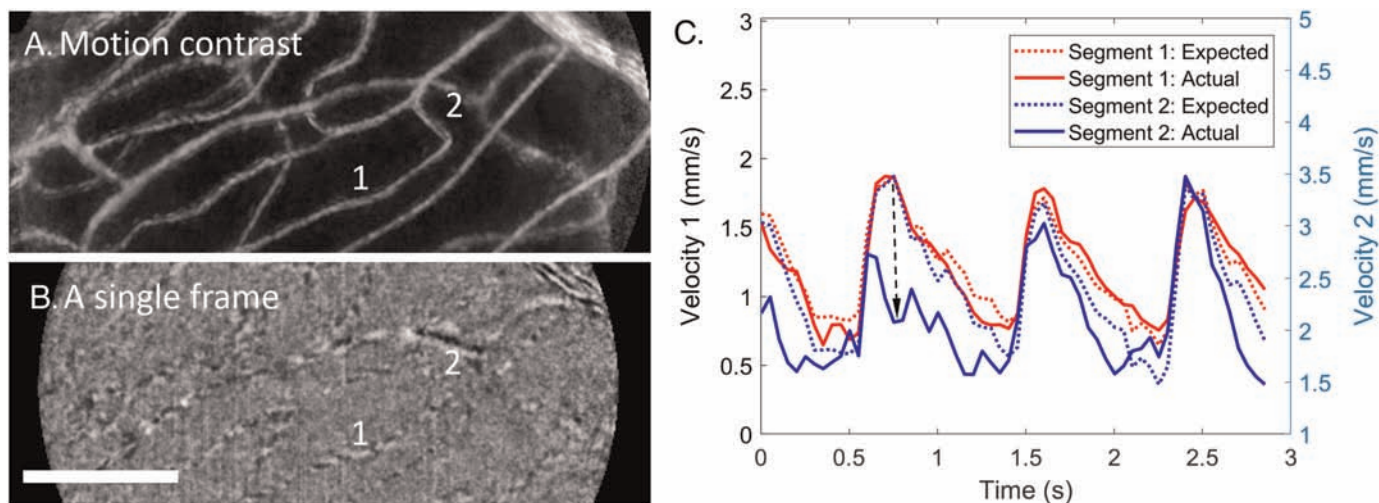 A. Motion contrast
2
1
B. A single frame
2
1
C.
Segment 1: Expected
Segment 1: Actual
Segment 2: Expected
Segment 2: Actual
Velocity 1 (mm/s)
3
2.5
2
1.5
1
0.5
0
0
0.5
1
1.5
2
2.5
3
Time (s)
5
4.5
4
3.5
3
2.5
2
1.5
1
Velocity 2 (mm/s)